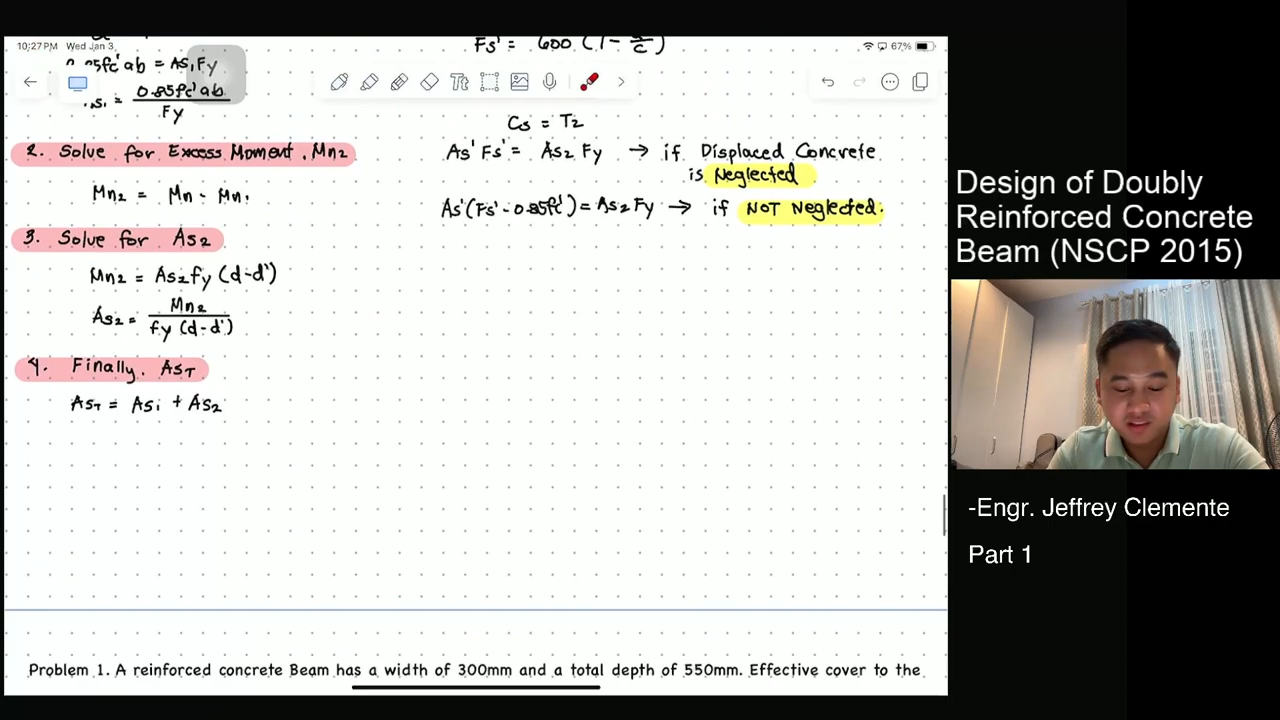 10:27 PM Wed Jan 3
67%
Fs' = 600 (1 - )
0.85fc'ab = As1 Fy
= 0.85fc'ab / Fy
2. Solve for Excess Moment, Mn2
Mn2 = Mn - Mn1
3. Solve for As2
Mn2 = As2 fy (d-d')
As2 = Mn2 / fy (d-d')
4. Finally, AsT
AsT = As1 + As2
Cs = T2
As' Fs' = As2 Fy → if Displaced Concrete
is Neglected
As'(Fs' - 0.85fc') = As2 Fy → if NOT Neglected.
Problem 1. A reinforced concrete Beam has a width of 300mm and a total depth of 550mm. Effective cover to the
Design of Doubly
Reinforced Concrete
Beam (NSCP 2015)
-Engr. Jeffrey Clemente
Part 1